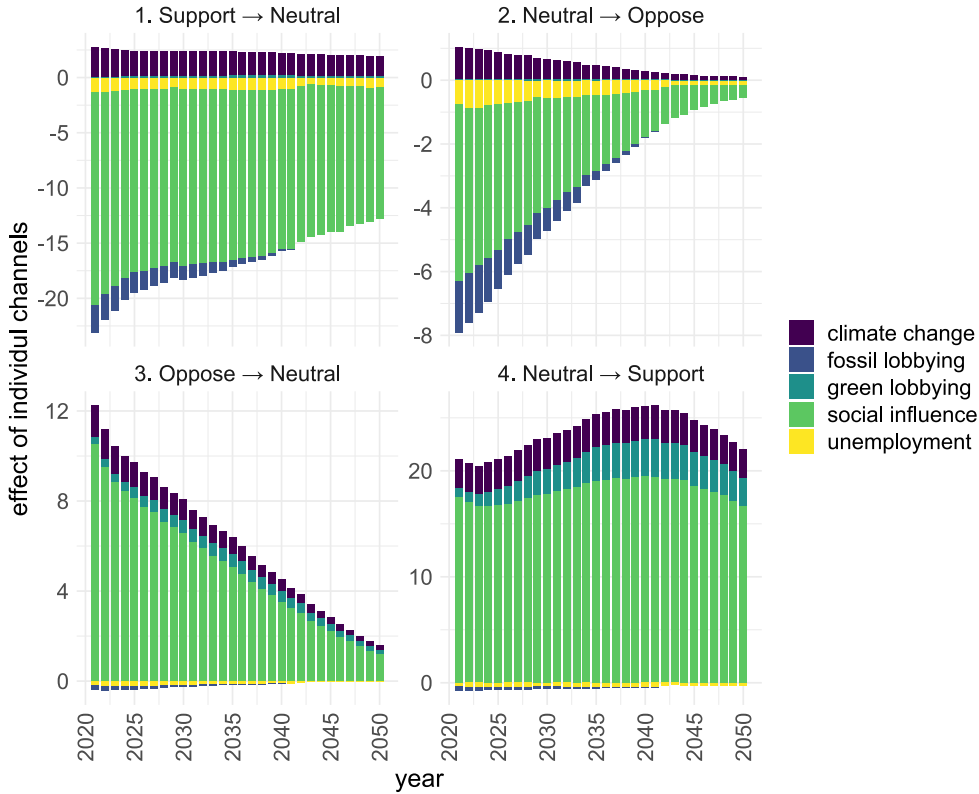 1. Support → Neutral
2. Neutral → Oppose
0
-5
-10
-15
-20
0
-2
-4
-6
-8
effect of individul channels
3. Oppose → Neutral
4. Neutral → Support
12
8
4
0
20
10
0
2020
2025
2030
2035
2040
2045
2050
2020
2025
2030
2035
2040
2045
2050
year
climate change
fossil lobbying
green lobbying
social influence
unemployment